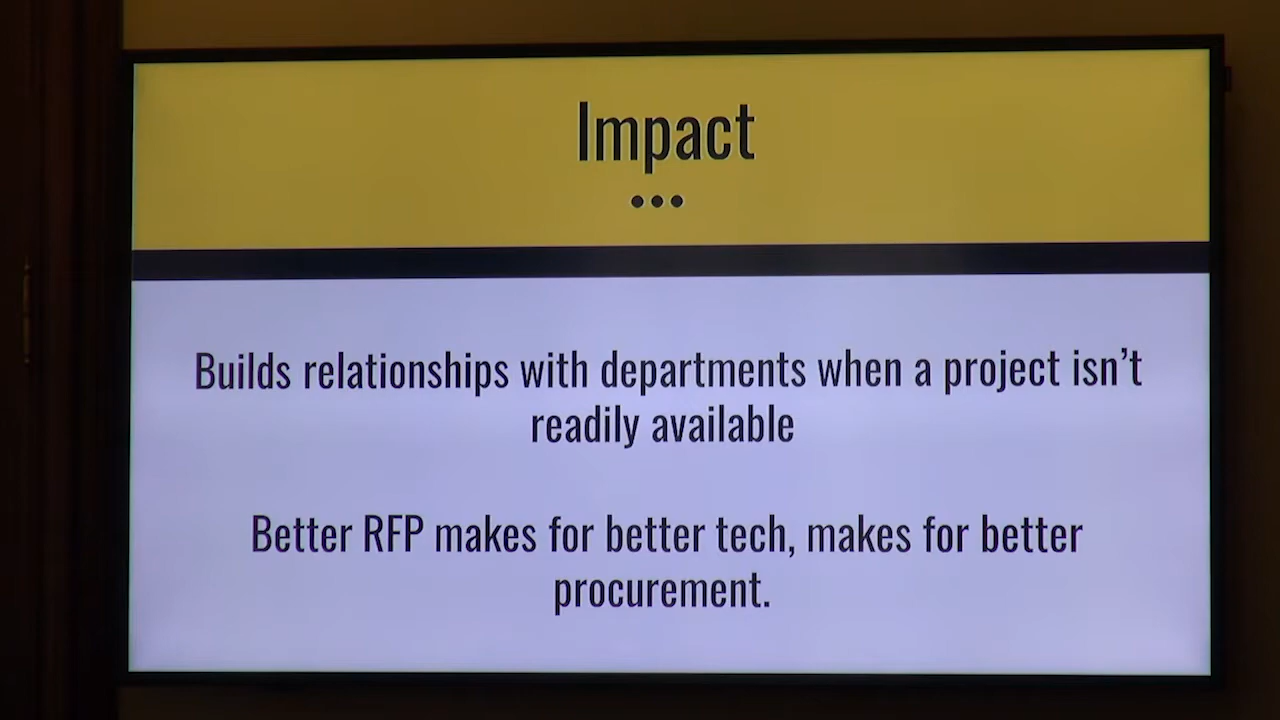 Impact
•••
Builds relationships with departments when a project isn’t
readily available
Better RFP makes for better tech, makes for better
procurement.